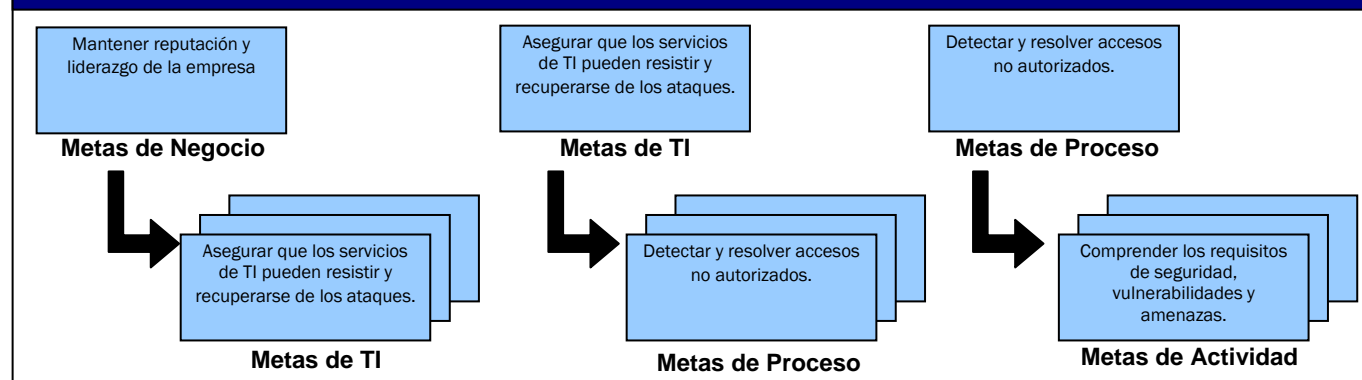 Mantener reputación y
liderazgo de la empresa
Metas de Negocio
Asegurar que los servicios
de TI pueden resistir y
recuperarse de los ataques.
Metas de TI
Asegurar que los servicios
de TI pueden resistir y
recuperarse de los ataques.
Metas de TI
Detectar y resolver accesos
no autorizados.
Metas de Proceso
Detectar y resolver accesos
no autorizados.
Metas de Proceso
Comprender los requisitos
de seguridad,
vulnerabilidades y
amenazas.
Metas de Actividad